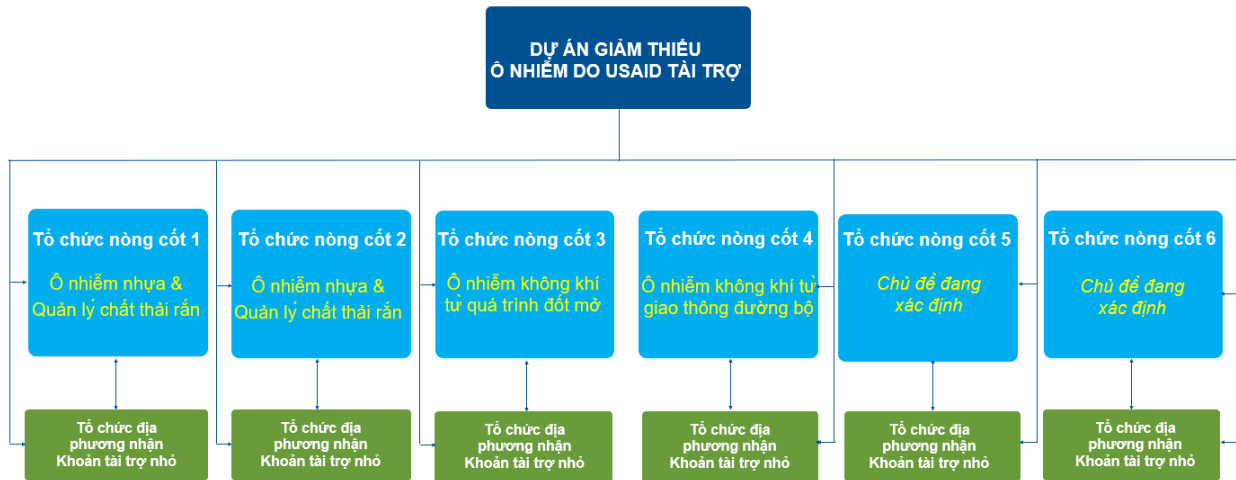 DỰ ÁN GIẢM THIỂU
Ô NHIỄM DO USAID TÀI TRỢ
Tổ chức nòng cốt 1
Ô nhiễm nhựa &
Quản lý chất thải rắn
Tổ chức nòng cốt 2
Ô nhiễm nhựa &
Quản lý chất thải rắn
Tổ chức nòng cốt 3
Ô nhiễm không khí
từ quá trình đốt mở
Tổ chức nòng cốt 4
Ô nhiễm không khí từ
giao thông đường bộ
Tổ chức nòng cốt 5
Chủ đề đang
xác định
Tổ chức nòng cốt 6
Chủ đề đang
xác định
Tổ chức địa
phương nhận
Khoản tài trợ nhỏ
Tổ chức địa
phương nhận
Khoản tài trợ nhỏ
Tổ chức địa
phương nhận
Khoản tài trợ nhỏ
Tổ chức địa
phương nhận
Khoản tài trợ nhỏ
Tổ chức địa
phương nhận
Khoản tài trợ nhỏ
Tổ chức địa
phương nhận
Khoản tài trợ nhỏ